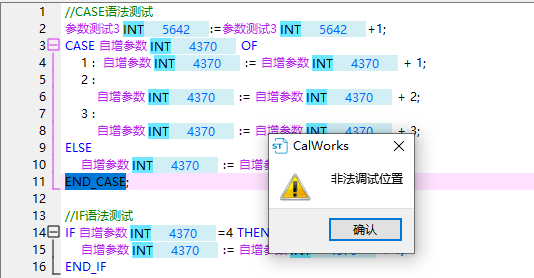 1 //CASE语法测试
2 参数测试3 INT 5642 :=参数测试3 INT 5642 +1;
3 CASE 自增参数 INT 4370 OF
4 1 : 自增参数 INT 4370 := 自增参数 INT 4370 + 1;
5 2 :
6 自增参数 INT 4370 := 自增参数 INT 4370 + 2;
7 3 :
8 自增参数 INT 4370 := 自增参数 INT 4370 + 3;
9 ELSE
10 自增参数 INT 4370 := 自增
11 END_CASE;
12
13
14 //IF语法测试
IF 自增参数 INT 4370 =4 THEN
15 自增参数 INT 4370 :=
16 END_IF
CalWorks
非法调试位置
确认